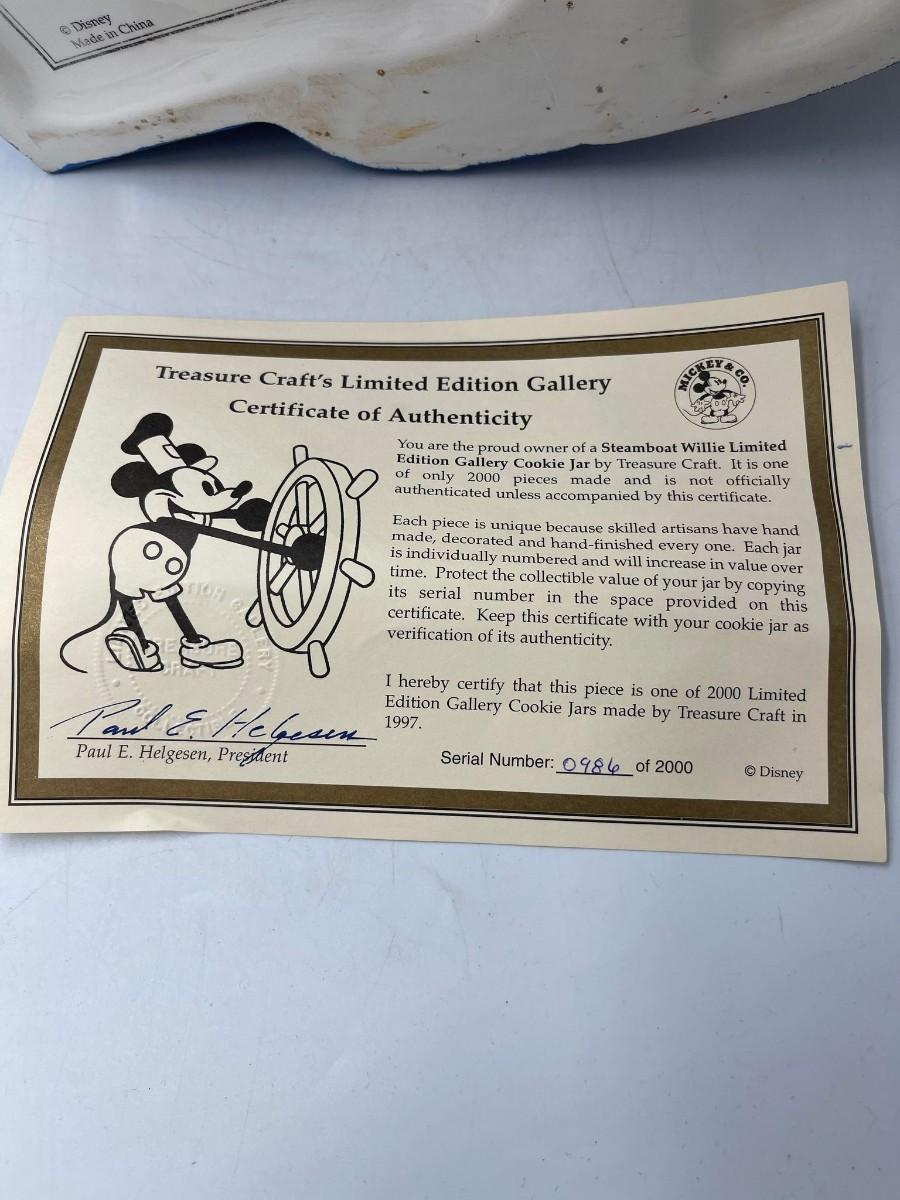 © Disney
Made in China
Treasure Craft's Limited Edition Gallery
Certificate of Authenticity
MICKEY & CO.
You are the proud owner of a Steamboat Willie Limited
Edition Gallery Cookie Jar by Treasure Craft. It is one
of only 2000 pieces made and is not officially
authenticated unless accompanied by this certificate.
Each piece is unique because skilled artisans have hand
made, decorated and hand-finished every one. Each jar
is individually numbered and will increase in value over
time. Protect the collectible value of your jar by copying
its serial number in the space provided on this
certificate. Keep this certificate with your cookie jar as
verification of its authenticity.
I hereby certify that this piece is one of 2000 Limited
Edition Gallery Cookie Jars made by Treasure Craft in
1997.
Paul E. Helgesen
Paul E. Helgesen, President
Serial Number: 0986 of 2000
© Disney